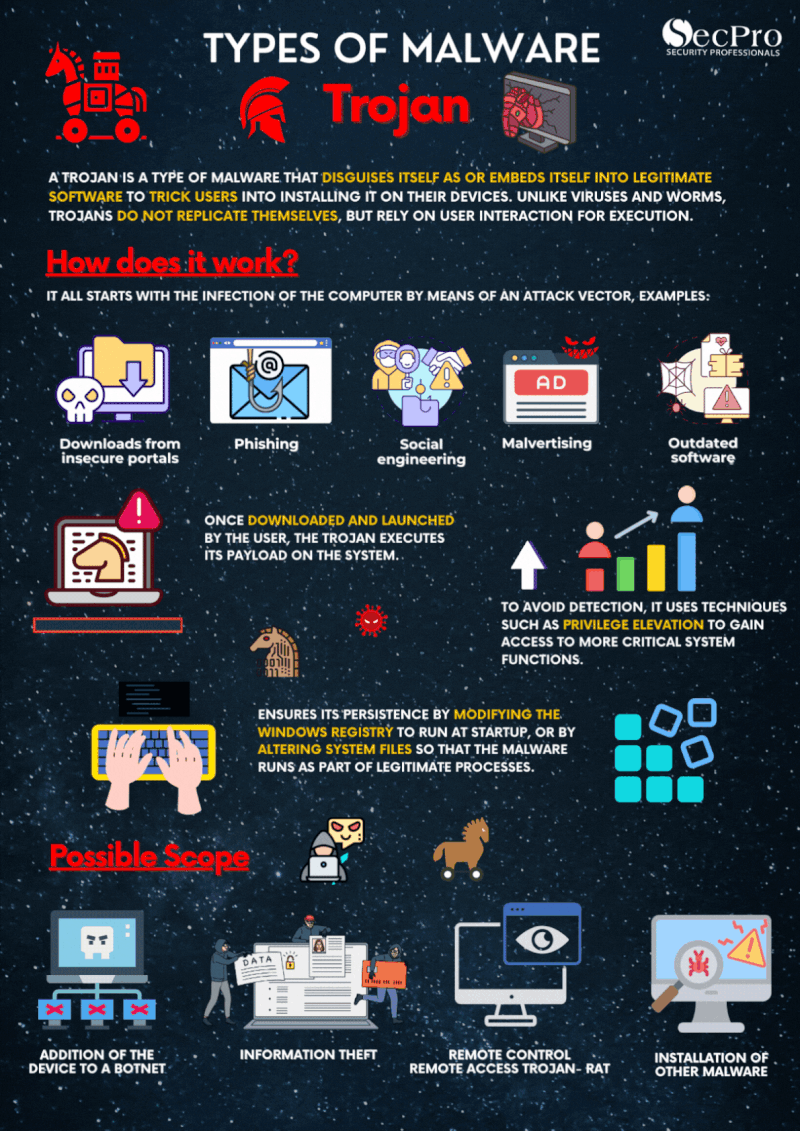 TYPES OF MALWARE
SecPro
SECURITY PROFESSIONALS
Trojan
A TROJAN IS A TYPE OF MALWARE THAT DISGUISES ITSELF AS OR EMBEDS ITSELF INTO LEGITIMATE
SOFTWARE TO TRICK USERS INTO INSTALLING IT ON THEIR DEVICES. UNLIKE VIRUSES AND WORMS,
TROJANS DO NOT REPLICATE THEMSELVES, BUT RELY ON USER INTERACTION FOR EXECUTION.
How does it work?
IT ALL STARTS WITH THE INFECTION OF THE COMPUTER BY MEANS OF AN ATTACK VECTOR, EXAMPLES:
@
AD
Downloads from
insecure portals
Phishing
Social
engineering
Malvertising
Outdated
software
ONCE DOWNLOADED AND LAUNCHED
BY THE USER, THE TROJAN EXECUTES
ITS PAYLOAD ON THE SYSTEM.
TO AVOID DETECTION, IT USES TECHNIQUES
SUCH AS PRIVILEGE ELEVATION TO GAIN
ACCESS TO MORE CRITICAL SYSTEM
FUNCTIONS.
ENSURES ITS PERSISTENCE BY MODIFYING THE
WINDOWS REGISTRY TO RUN AT STARTUP, OR BY
ALTERING SYSTEM FILES SO THAT THE MALWARE
RUNS AS PART OF LEGITIMATE PROCESSES.
Possible Scope
DATA
ADDITION OF THE
DEVICE TO A BOTNET
INFORMATION THEFT
REMOTE CONTROL
REMOTE ACCESS TROJAN- RAT
INSTALLATION OF
OTHER MALWARE